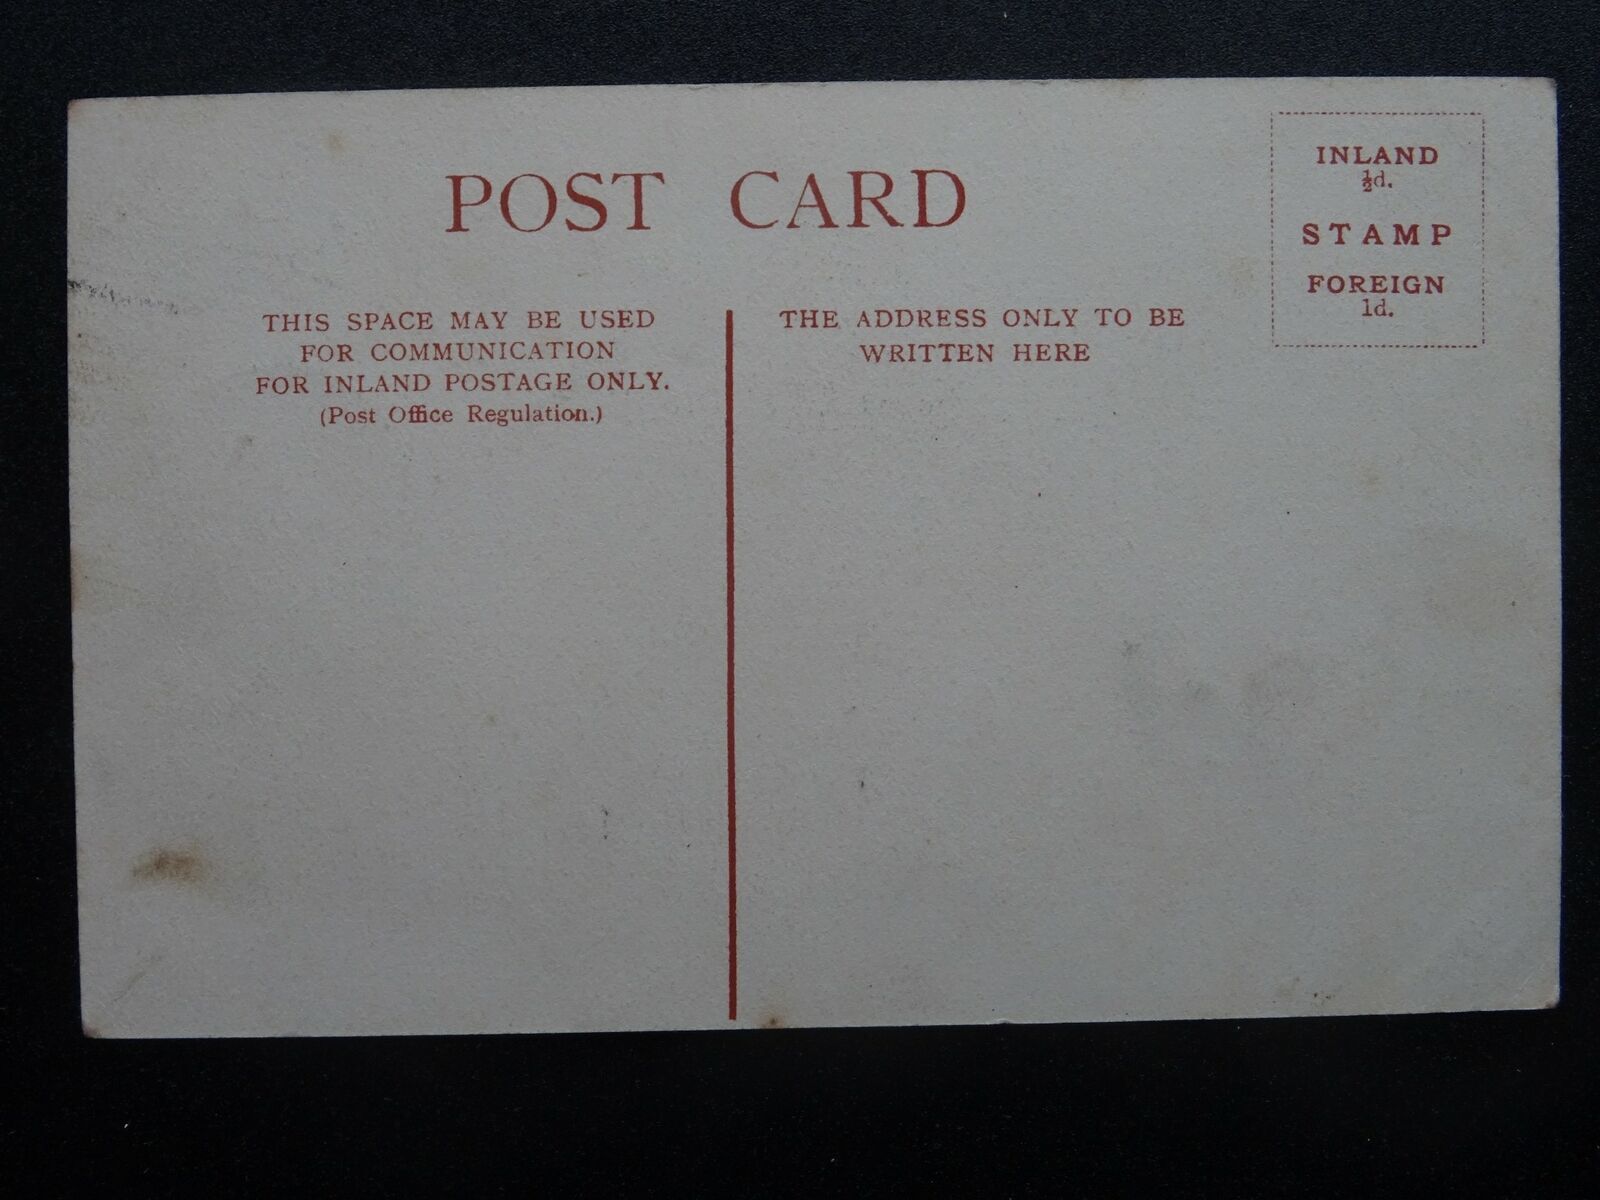 POST CARD
INLAND
½d.
STAMP
FOREIGN
1d.
THIS SPACE MAY BE USED
FOR COMMUNICATION
FOR INLAND POSTAGE ONLY.
(Post Office Regulation.)
THE ADDRESS ONLY TO BE
WRITTEN HERE